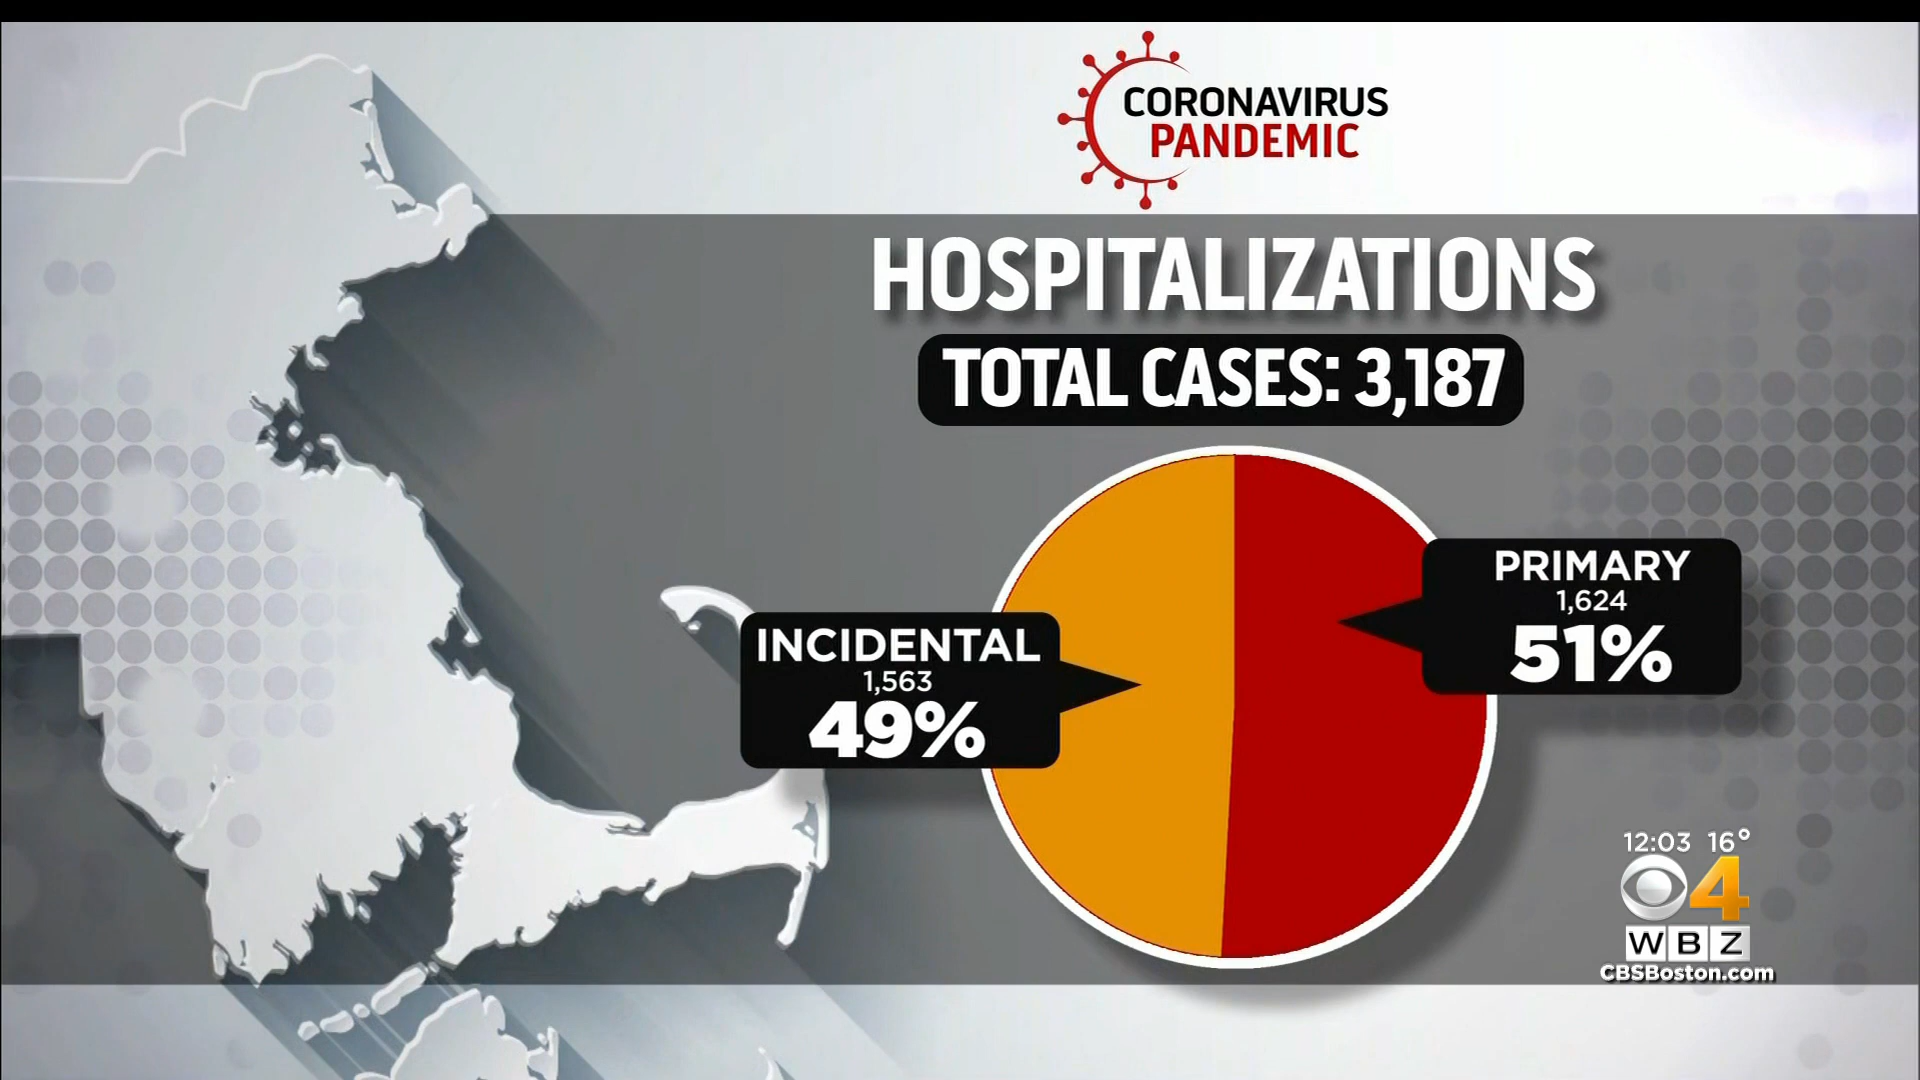 CORONAVIRUS
PANDEMIC
HOSPITALIZATIONS
TOTAL CASES: 3,187
INCIDENTAL
1,563
49%
PRIMARY
1,624
51%
12:03 16°
4
WBZ
CBSBoston.com